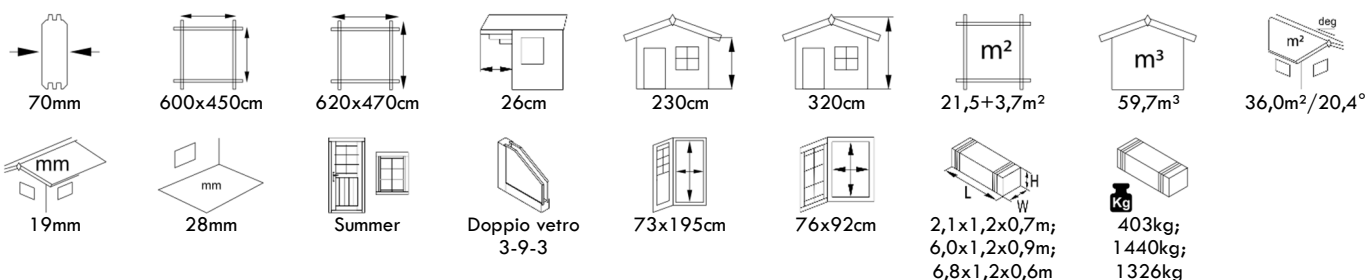 m²
m³
deg
m²
70mm
600x450cm
620x470cm
26cm
230cm
320cm
21,5+3,7m²
59,7m³
36,0m²/20,4°
mm
mm
L
W
H
Kg
19mm
28mm
Summer
Doppio vetro
3-9-3
73x195cm
76x92cm
2,1x1,2x0,7m;
6,0x1,2x0,9m;
6,8x1,2x0,6m
403kg;
1440kg;
1326kg